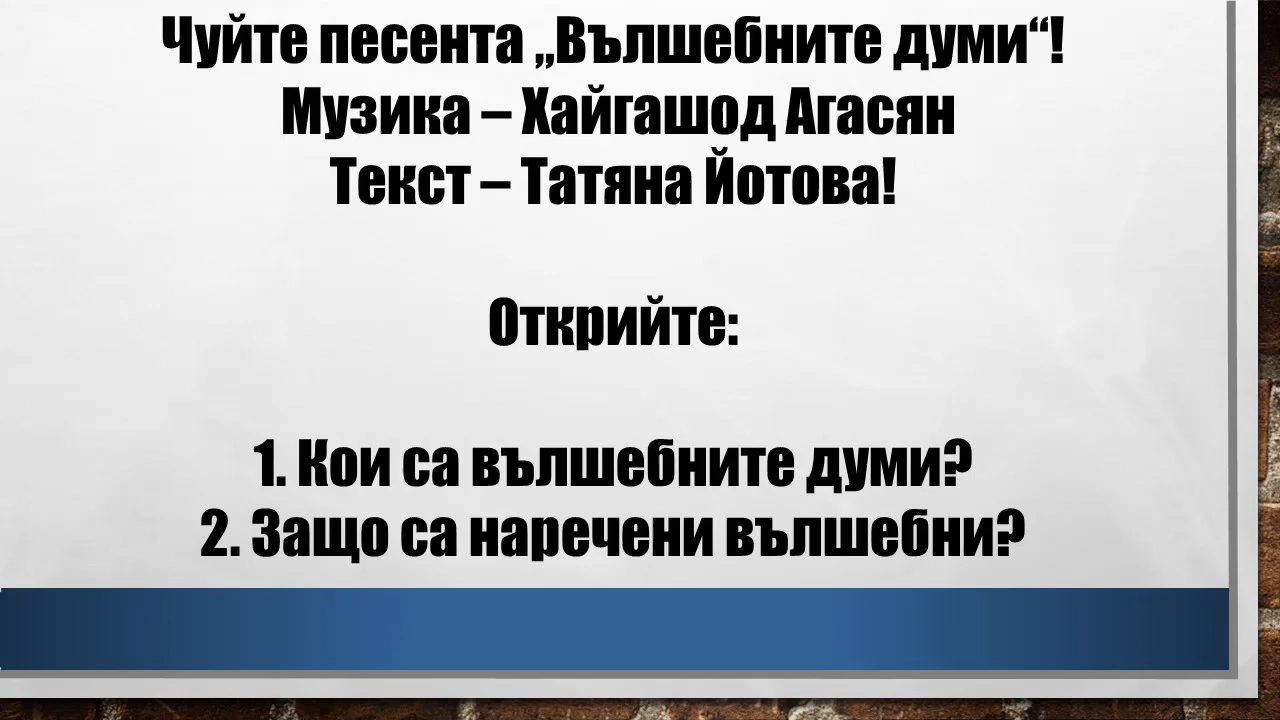 Чуйте песента „Вълшебните думи“!
Музика – Хайгашод Агасян
Текст – Татяна Йотова!
Открийте:
1. Кои са вълшебните думи?
2. Защо са наречени вълшебни?